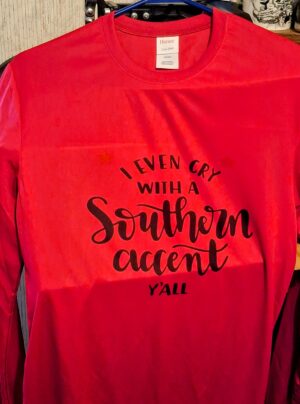 I EVEN CRY
WITH A
Southern
accent
Y'ALL